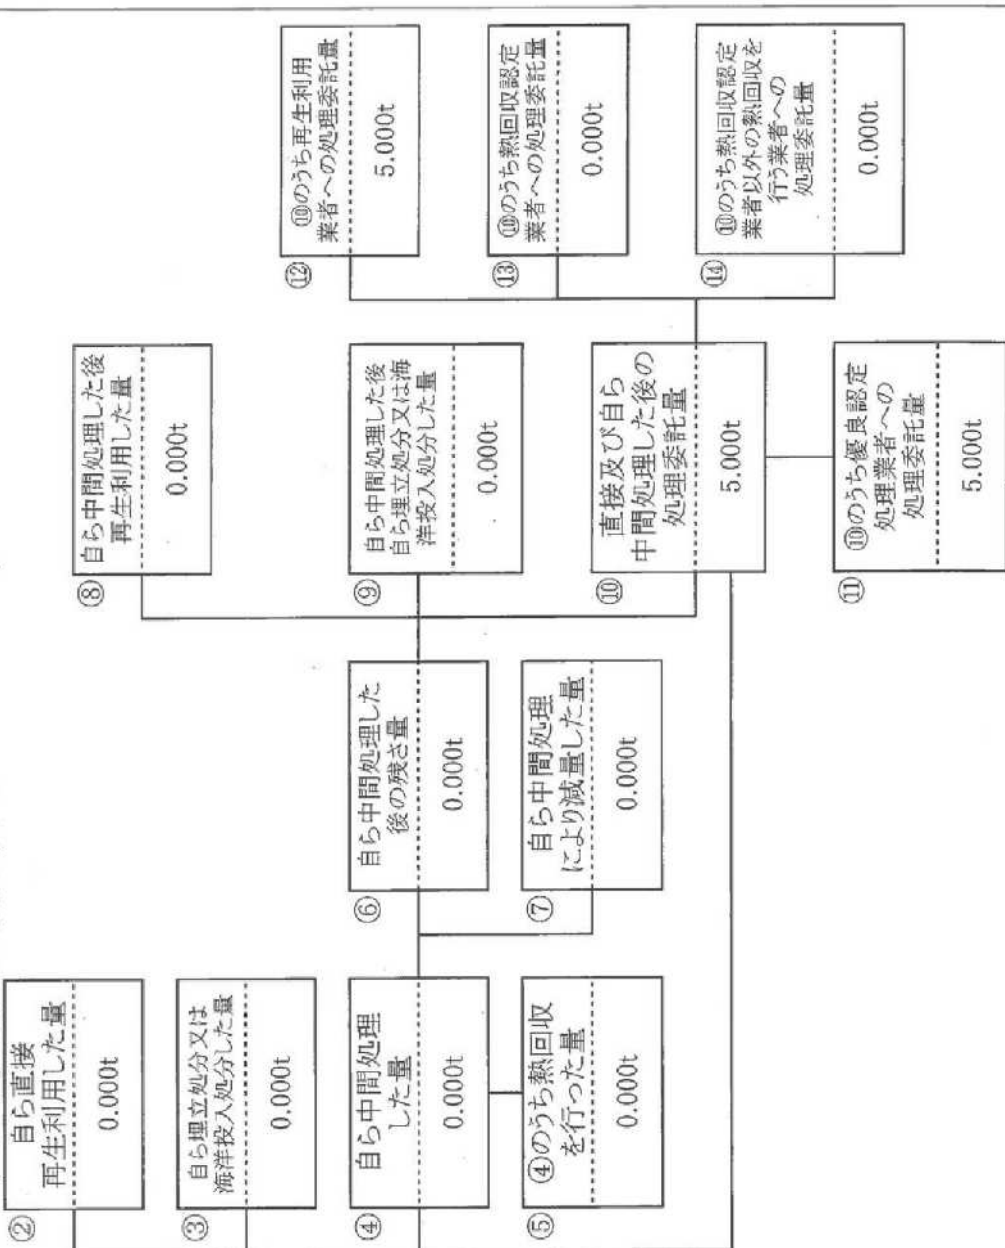 ②
自ら直接
再生利用した量
0.000t
③
自ら埋立処分又は
海洋投入処分した量
0.000t
④
自ら中間処理
した量
0.000t
⑤
④のうち熱回収
を行った量
0.000t
⑥
自ら中間処理した
後の残さ量
0.000t
⑦
自ら中間処理
により減量した量
0.000t
⑧
自ら中間処理した後
再生利用した量
0.000t
⑨
自ら中間処理した後
自ら埋立処分又は海
洋投入処分した量
0.000t
⑩
直接及び自ら
中間処理した後の
処理委託量
5.000t
⑪
⑩のうち優良認定
処理業者への
処理委託量
5.000t
⑫
⑩のうち再生利用
業者への処理委託量
5.000t
⑬
⑩のうち熱回収認定
業者への処理委託量
0.000t
⑭
⑩のうち熱回収認定
業者以外の熱回収を
行う業者への
処理委託量
0.000t